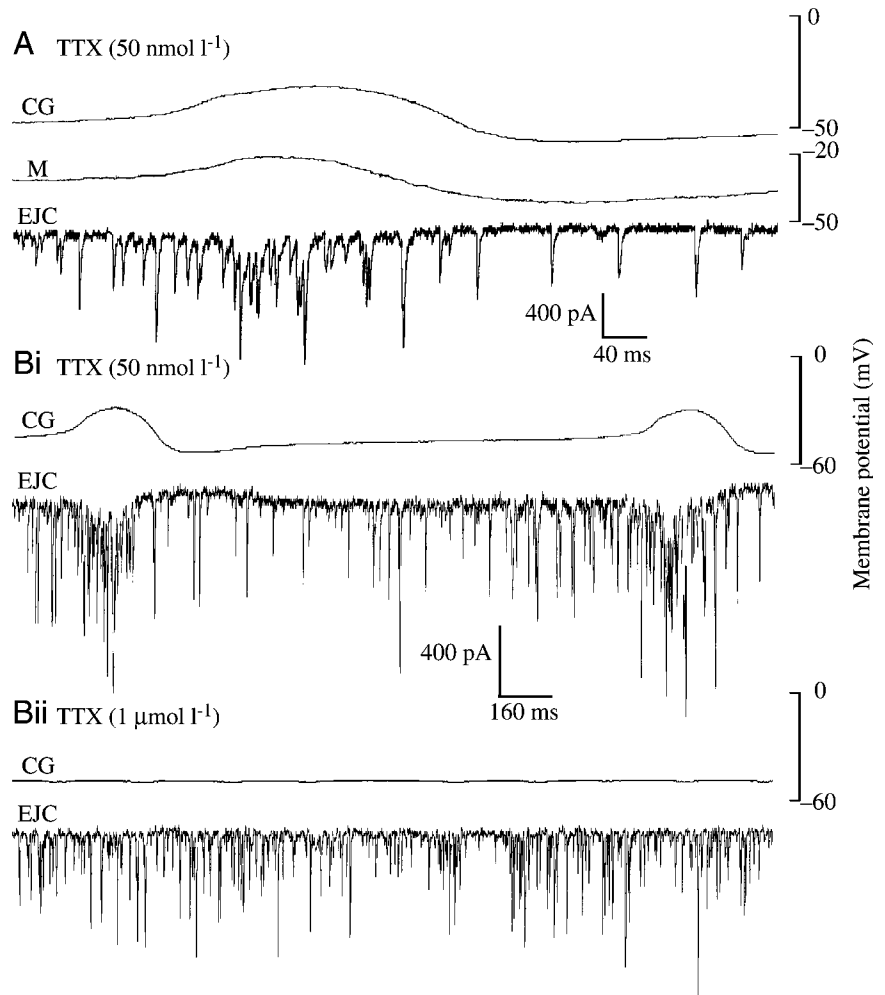 A TTX (50 nmol l⁻¹)
0
CG
–50
–20
M
EJC
–50
400 pA
40 ms
Bi TTX (50 nmol l⁻¹)
0
CG
–60
EJC
Membrane potential (mV)
400 pA
160 ms
Bii TTX (1 μmol l⁻¹)
0
CG
–60
EJC